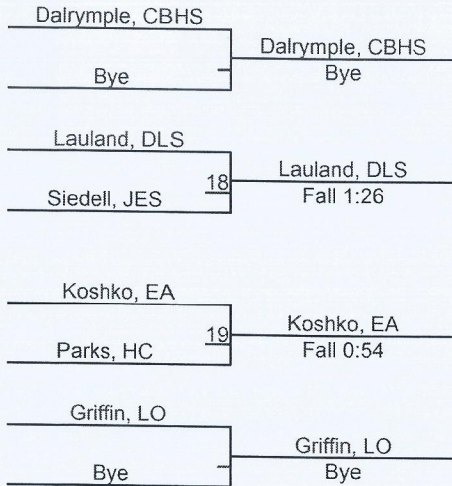 Dalrymple, CBHS
Bye
Dalrymple, CBHS
Bye
Lauland, DLS
18
Siedell, JES
Lauland, DLS
Fall 1:26
Koshko, EA
19
Parks, HC
Koshko, EA
Fall 0:54
Griffin, LO
Bye
Griffin, LO
Bye